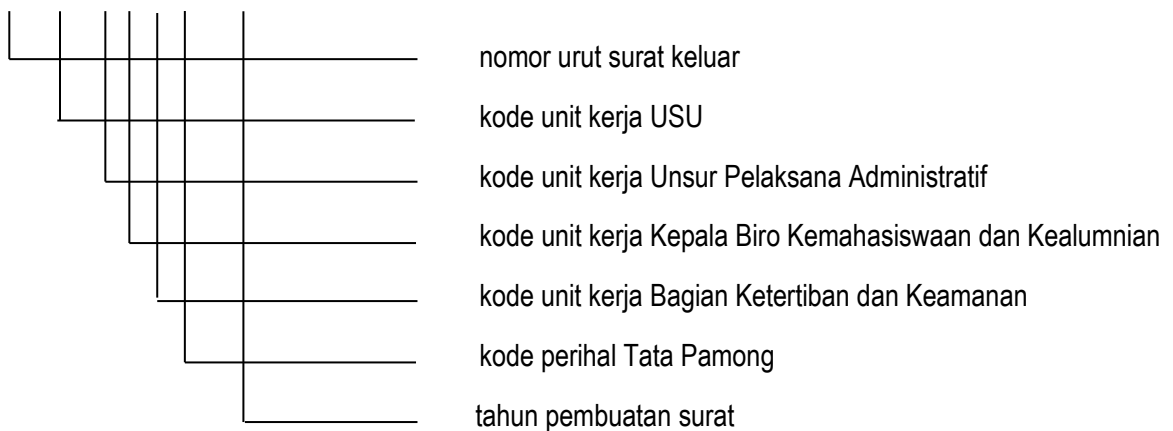 nomor urut surat keluar
kode unit kerja USU
kode unit kerja Unsur Pelaksana Administratif
kode unit kerja Kepala Biro Kemahasiswaan dan Kealumnian
kode unit kerja Bagian Ketertiban dan Keamanan
kode perihal Tata Pamong
tahun pembuatan surat